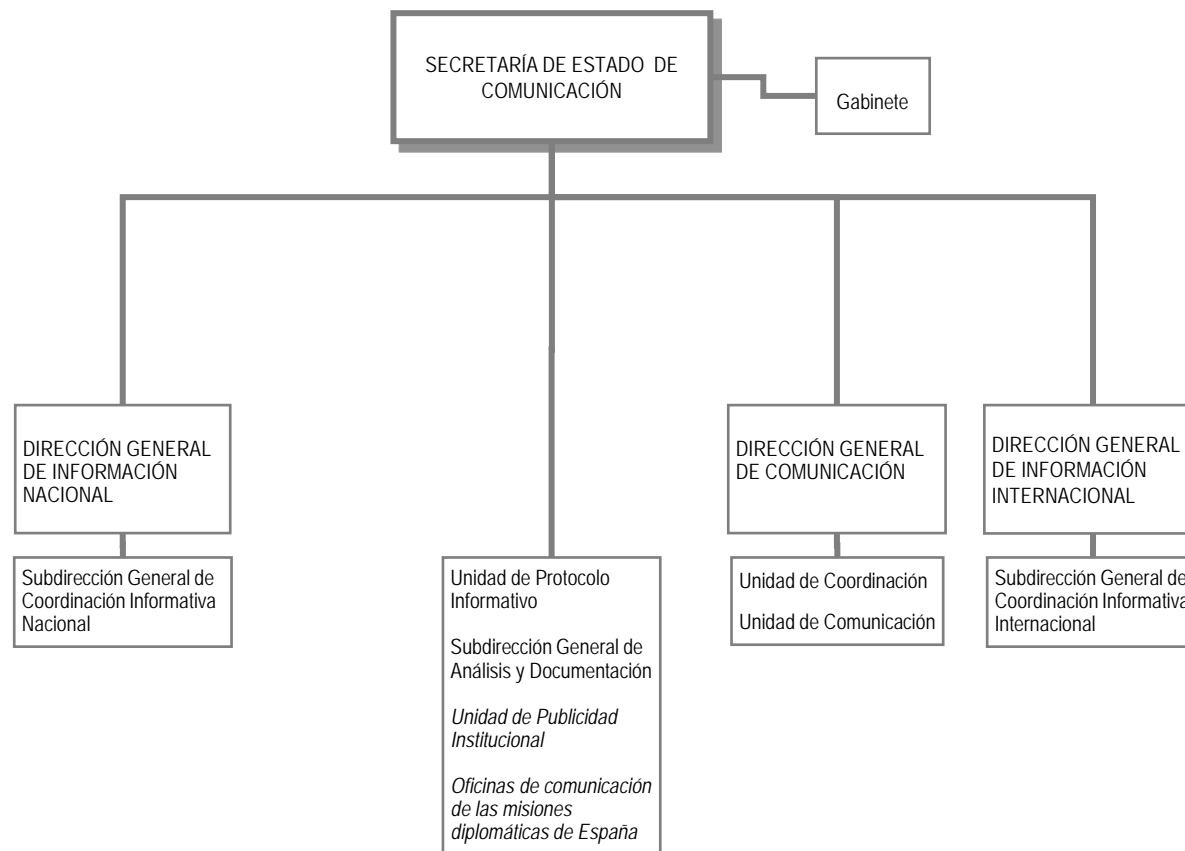 SECRETARÍA DE ESTADO DE
COMUNICACIÓN
Gabinete
DIRECCIÓN GENERAL
DE INFORMACIÓN
NACIONAL
Subdirección General de
Coordinación Informativa
Nacional
Unidad de Protocolo
Informativo
Subdirección General de
Análisis y Documentación
Unidad de Publicidad
Institucional
Oficinas de comunicación
de las misiones
diplomáticas de España
DIRECCIÓN GENERAL
DE COMUNICACIÓN
Unidad de Coordinación
Unidad de Comunicación
DIRECCIÓN GENERAL
DE INFORMACIÓN
INTERNACIONAL
Subdirección General de
Coordinación Informativa
Internacional